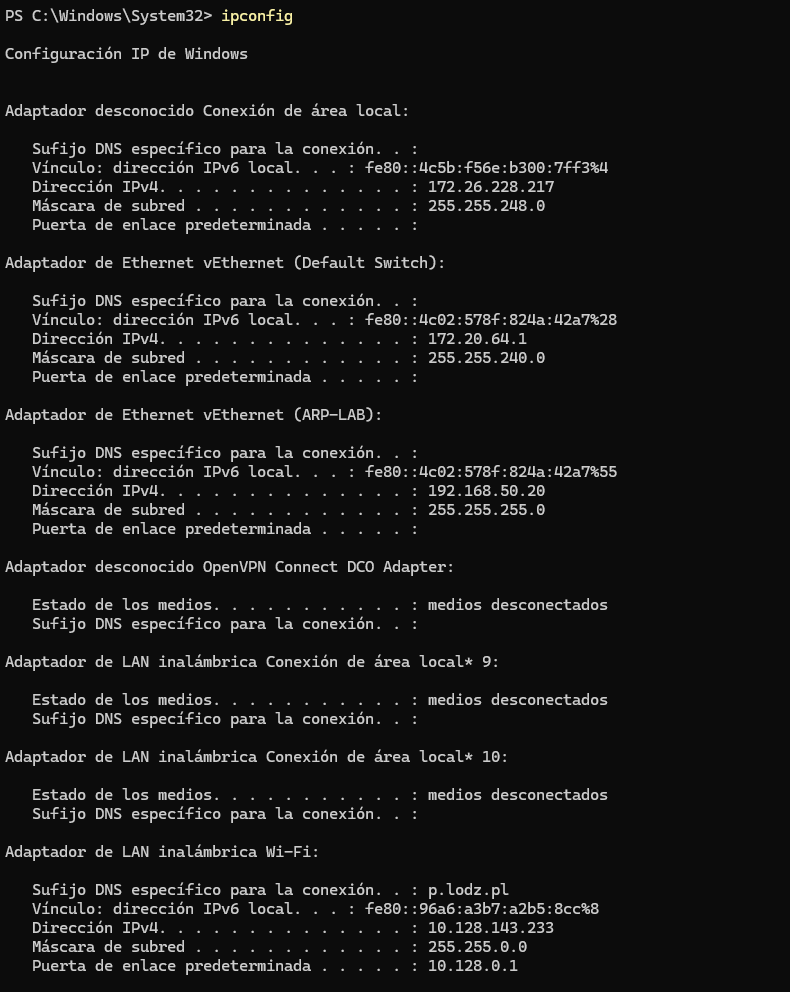 PS C:\Windows\System32> ipconfig
Configuración IP de Windows
Adaptador desconocido Conexión de área local:
Sufijo DNS específico para la conexión. . :
Vínculo: dirección IPv6 local. . . : fe80::4c5b:f56e:b300:7ff3%4
Dirección IPv4. . . . . . . . . . . . . . : 172.26.228.217
Máscara de subred . . . . . . . . . . . . : 255.255.248.0
Puerta de enlace predeterminada . . . . . :
Adaptador de Ethernet vEthernet (Default Switch):
Sufijo DNS específico para la conexión. . :
Vínculo: dirección IPv6 local. . . : fe80::4c02:578f:824a:42a7%28
Dirección IPv4. . . . . . . . . . . . . . : 172.20.64.1
Máscara de subred . . . . . . . . . . . . : 255.255.240.0
Puerta de enlace predeterminada . . . . . :
Adaptador de Ethernet vEthernet (ARP-LAB):
Sufijo DNS específico para la conexión. . :
Vínculo: dirección IPv6 local. . . : fe80::4c02:578f:824a:42a7%55
Dirección IPv4. . . . . . . . . . . . . . : 192.168.50.20
Máscara de subred . . . . . . . . . . . . : 255.255.255.0
Puerta de enlace predeterminada . . . . . :
Adaptador desconocido OpenVPN Connect DCO Adapter:
Estado de los medios. . . . . . . . . . . : medios desconectados
Sufijo DNS específico para la conexión. . :
Adaptador de LAN inalámbrica Conexión de área local* 9:
Estado de los medios. . . . . . . . . . . : medios desconectados
Sufijo DNS específico para la conexión. . :
Adaptador de LAN inalámbrica Conexión de área local* 10:
Estado de los medios. . . . . . . . . . . : medios desconectados
Sufijo DNS específico para la conexión. . :
Adaptador de LAN inalámbrica Wi-Fi:
Sufijo DNS específico para la conexión. . : p.lodz.pl
Vínculo: dirección IPv6 local. . . : fe80::96a6:a3b7:a2b5:8cc%8
Dirección IPv4. . . . . . . . . . . . . . : 10.128.143.233
Máscara de subred . . . . . . . . . . . . : 255.255.0.0
Puerta de enlace predeterminada . . . . . : 10.128.0.1